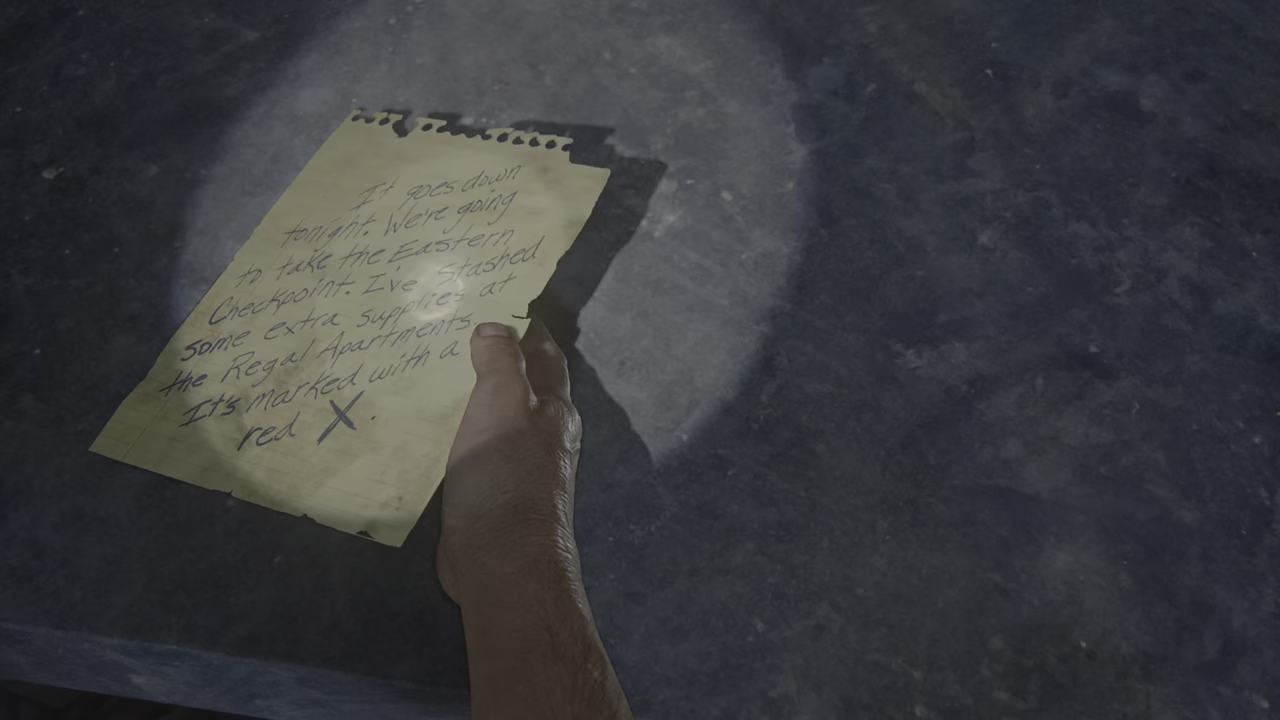 It goes down
tonight. We're going
to take the Eastern
Checkpoint. I've Stashed
some extra supplies at
the Regal Apartments
It's marked with a
red X.